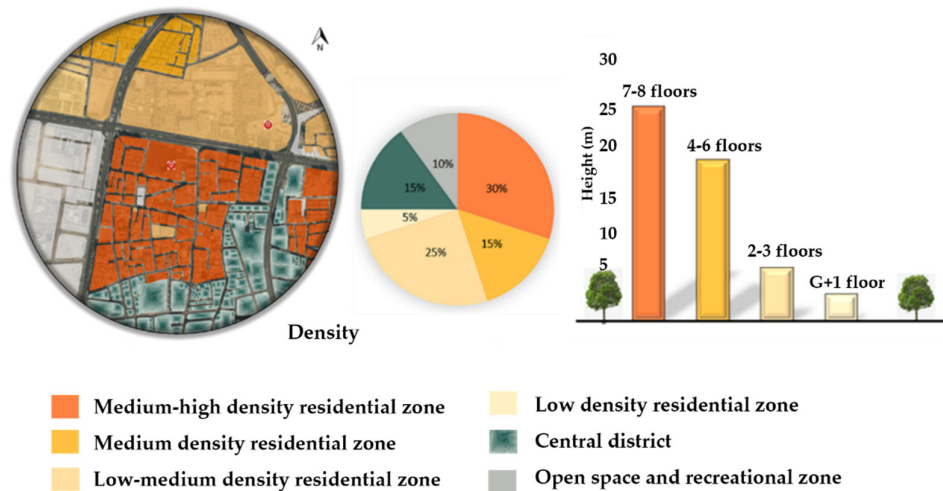 N
Density
10%
30%
15%
5%
25%
15%
Height (m)
30
25
20
15
10
5
7-8 floors
4-6 floors
2-3 floors
G+1 floor
Medium-high density residential zone
Medium density residential zone
Low-medium density residential zone
Low density residential zone
Central district
Open space and recreational zone